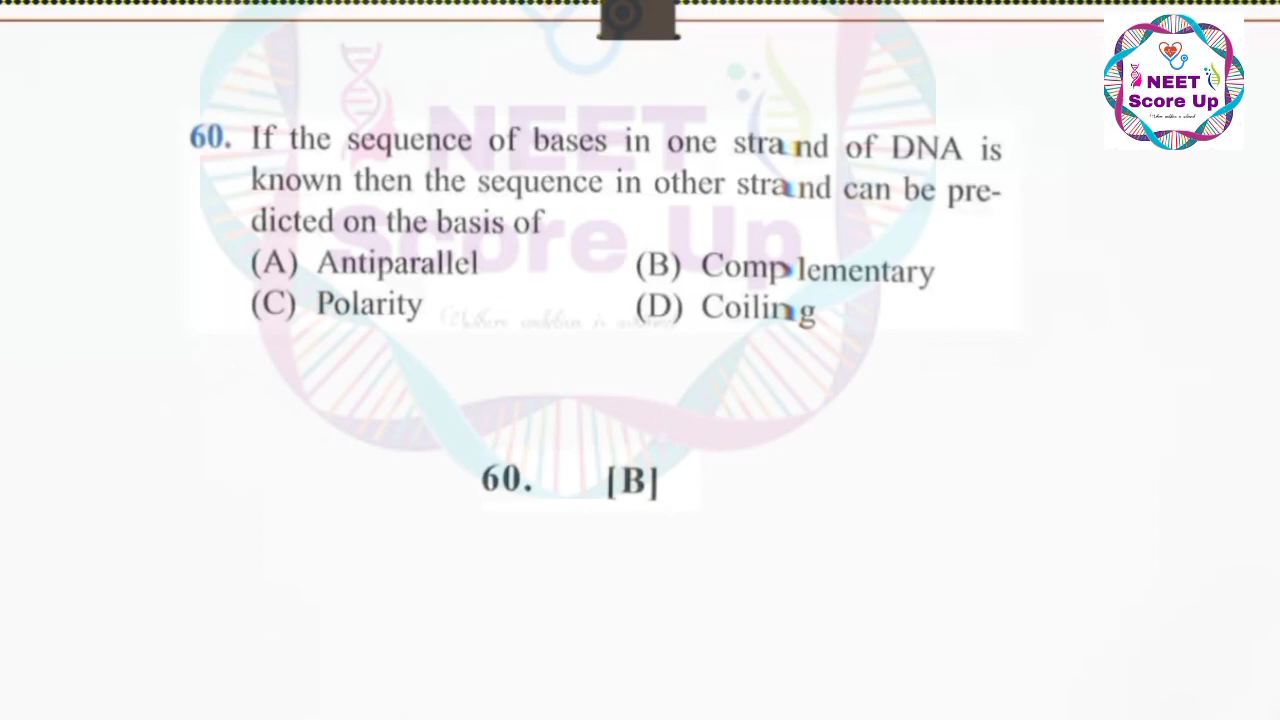 NEET
Score Up
60. If the sequence of bases in one strand of DNA is
known then the sequence in other strand can be pre-
dicted on the basis of
(A) Antiparallel (B) Complementary
(C) Polarity (D) Coiling
60. [B]